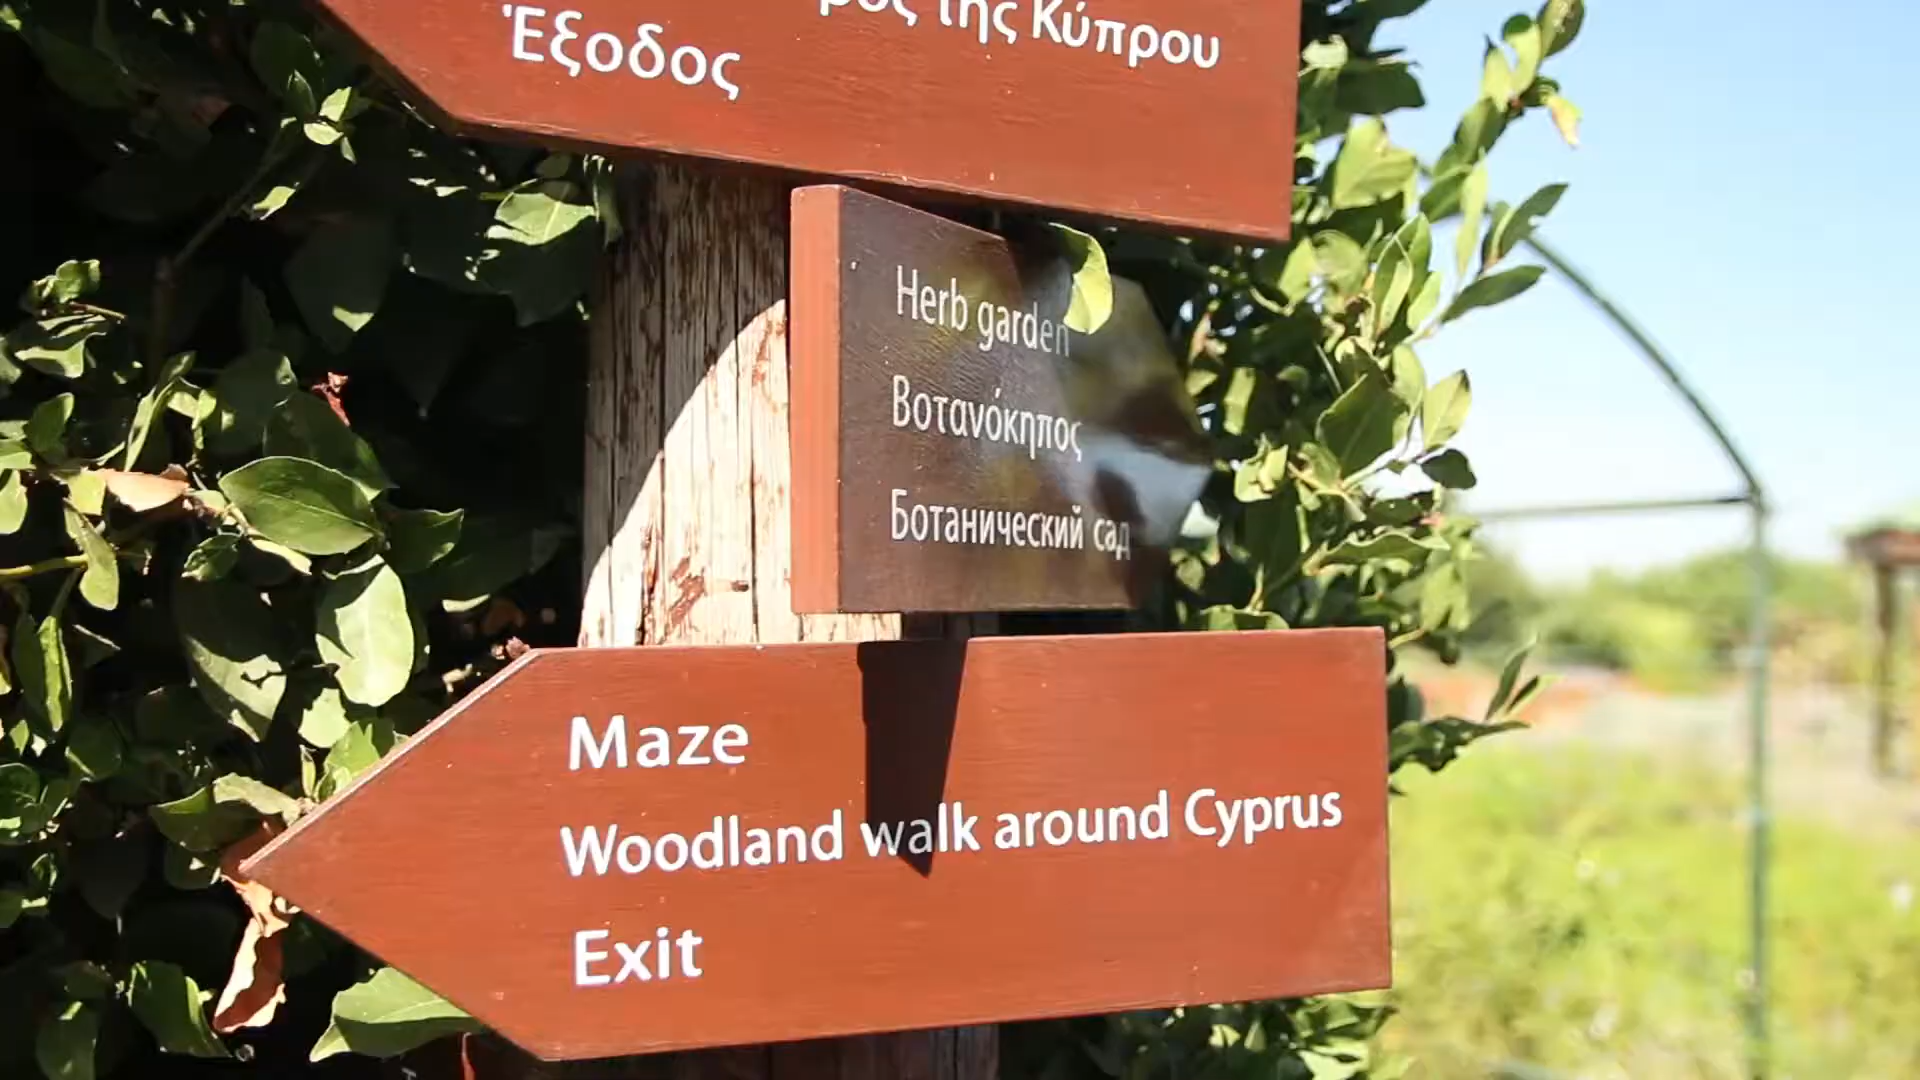 της Κύπρου
Έξοδος
Herb garden
Βοτανόκηπος
Ботанический сад
Maze
Woodland walk around Cyprus
Exit